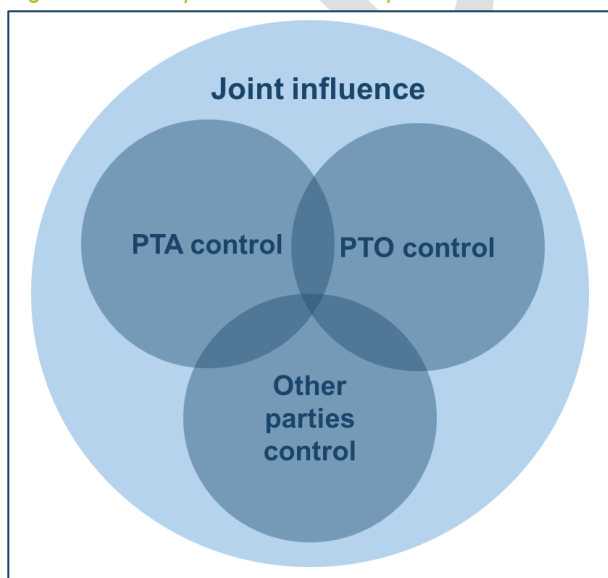 Joint influence
PTA control
PTO control
Other
parties
control